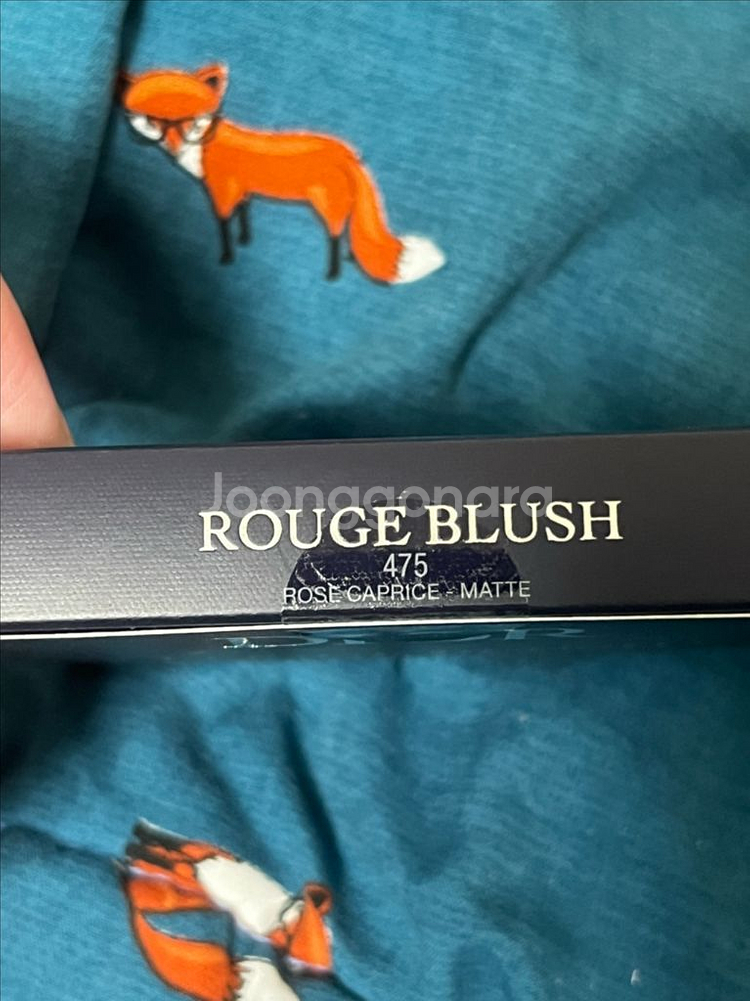 Joonggonara
ROUGE BLUSH
475
ROSE CAPRICE - MATTE